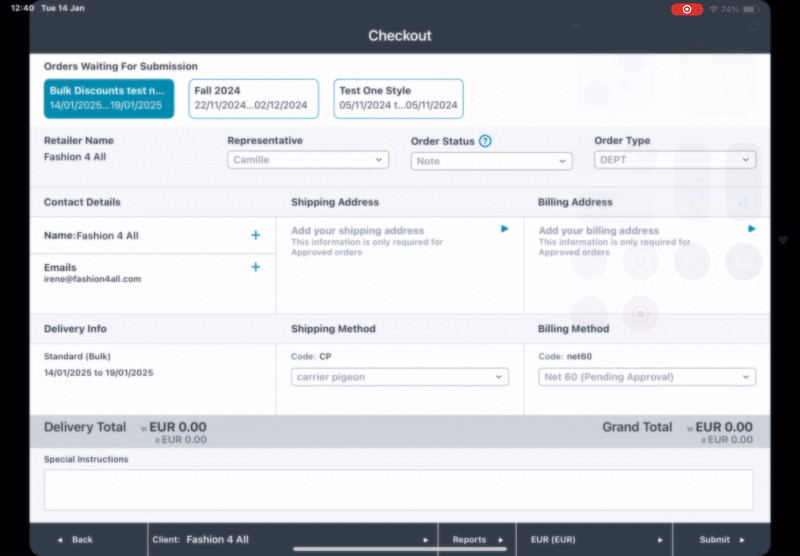 12:40 Tue 14 Jan
74%
Checkout
Orders Waiting For Submission
Bulk Discounts test n...
14/01/2025...19/01/2025
Fall 2024
22/11/2024...02/12/2024
Test One Style
05/11/2024 t...05/11/2024
Retailer Name
Fashion 4 All
Representative
Camille
Order Status ?
Note
Order Type
DEPT
Contact Details
Shipping Address
Billing Address
Name: Fashion 4 All +
Add your shipping address
This information is only required for
Approved orders
Add your billing address
This information is only required for
Approved orders
Emails +
irene@fashion4all.com
Delivery Info
Shipping Method
Billing Method
Standard (Bulk)
14/01/2025 to 19/01/2025
Code: CP
carrier pigeon
Code: net60
Net 60 (Pending Approval)
Delivery Total W EUR 0.00
R EUR 0.00
Grand Total W EUR 0.00
R EUR 0.00
Special Instructions
Back
Client: Fashion 4 All
Reports
EUR (EUR)
Submit